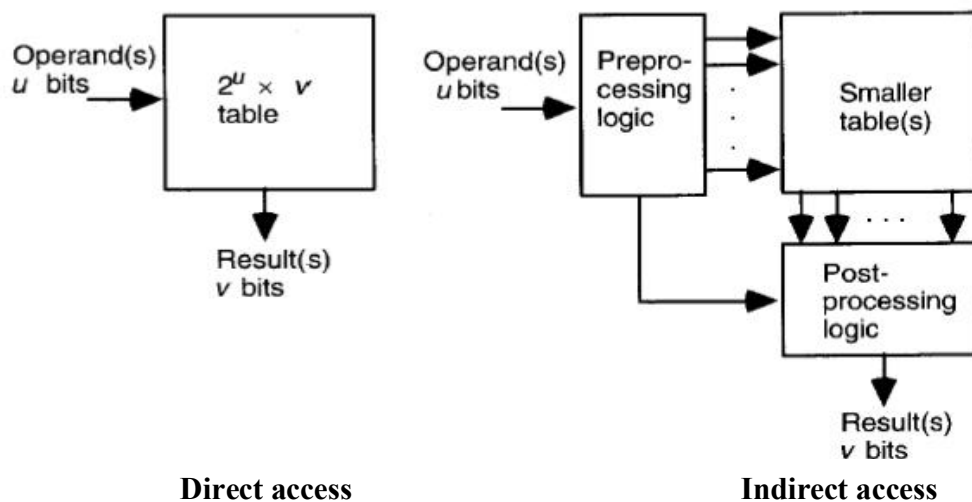 Operand(s)
u bits
2^u × v
table
Result(s)
v bits
Direct access
Operand(s)
u bits
Prepro-
cessing
logic
Smaller
table(s)
Post-
processing
logic
Result(s)
v bits
Indirect access